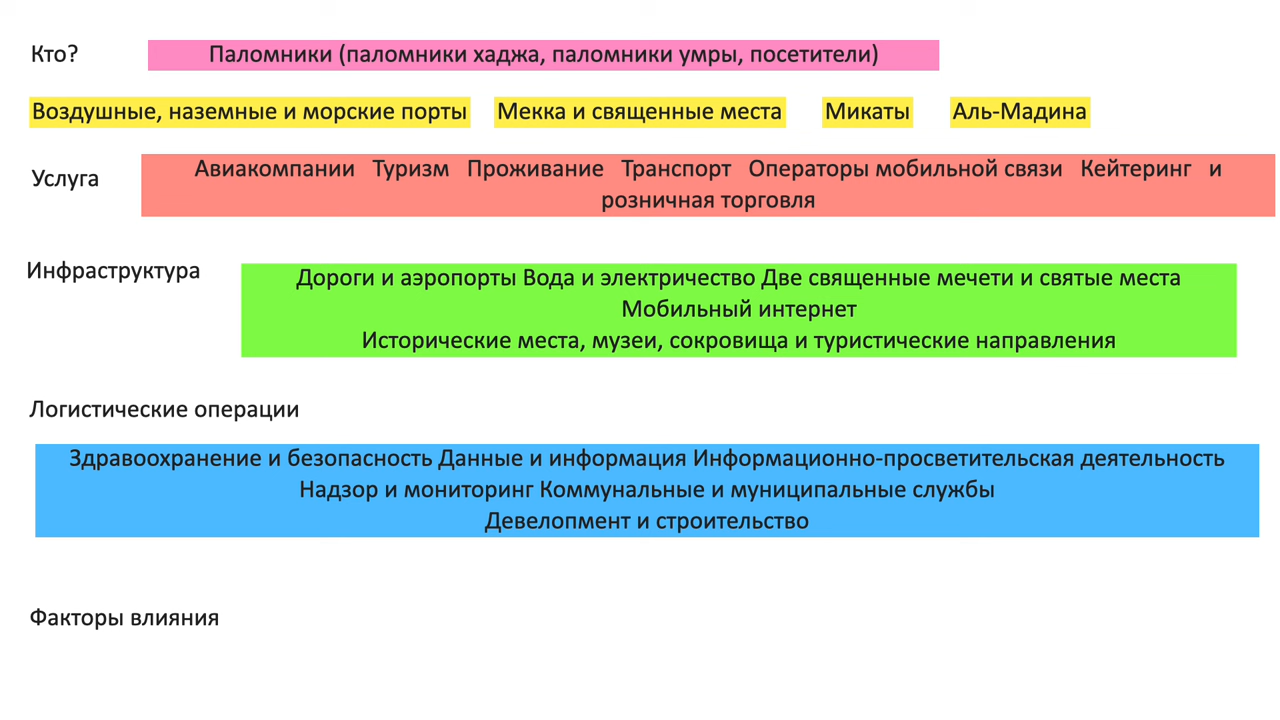 Кто?
Паломники (паломники хаджа, паломники умры, посетители)
Воздушные, наземные и морские порты
Мекка и священные места
Микаты
Аль-Мадина
Услуга
Авиакомпании Туризм Проживание Транспорт Операторы мобильной связи Кейтеринг и
розничная торговля
Инфраструктура
Дороги и аэропорты Вода и электричество Две священные мечети и святые места
Мобильный интернет
Исторические места, музеи, сокровища и туристические направления
Логистические операции
Здравоохранение и безопасность Данные и информация Информационно-просветительская деятельность
Надзор и мониторинг Коммунальные и муниципальные службы
Девелопмент и строительство
Факторы влияния